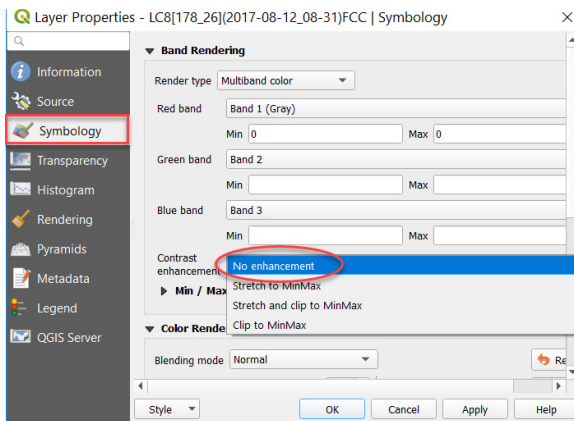 Layer Properties - LC8[178_26](2017-08-12_08-31)FCC | Symbology
Information
Source
Symbology
Transparency
Histogram
Rendering
Pyramids
Metadata
Legend
QGIS Server
Band Rendering
Render type Multiband color
Red band Band 1 (Gray)
Min 0 Max 0
Green band Band 2
Min Max
Blue band Band 3
Min Max
Contrast
enhancement No enhancement
Stretch to MinMax
Stretch and clip to MinMax
Clip to MinMax
Min / Max
Color Rende
Blending mode Normal Re
Style OK Cancel Apply Help